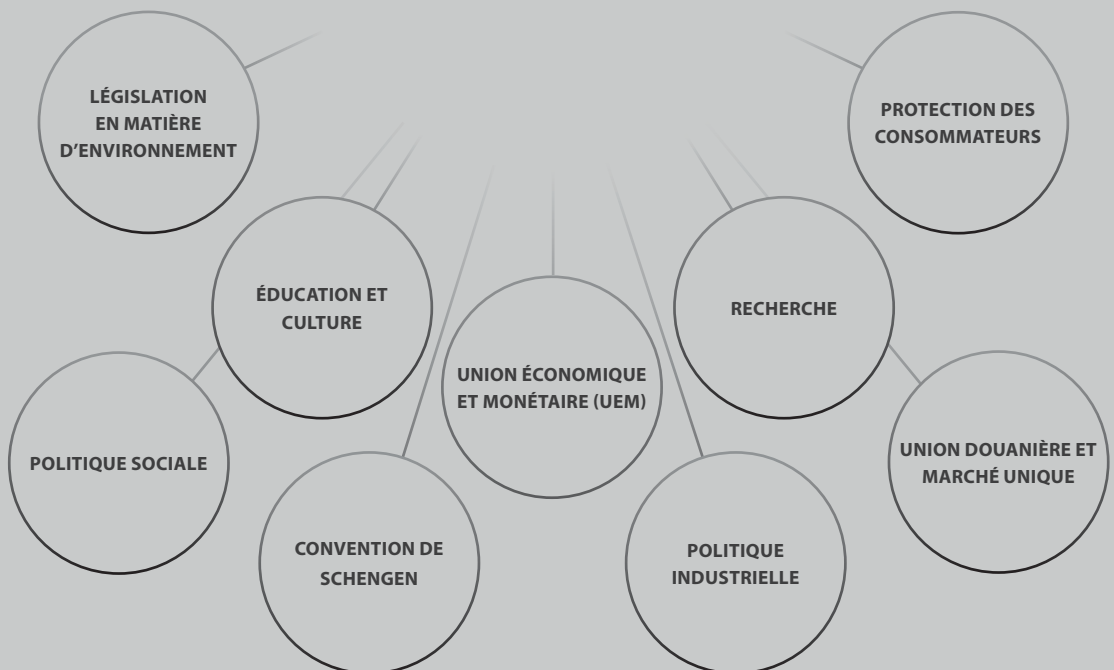 LÉGISLATION
EN MATIÈRE
D'ENVIRONNEMENT
PROTECTION DES
CONSOMMATEURS
ÉDUCATION ET
CULTURE
RECHERCHE
UNION ÉCONOMIQUE
ET MONÉTAIRE (UEM)
POLITIQUE SOCIALE
UNION DOUANIÈRE ET
MARCHÉ UNIQUE
CONVENTION DE
SCHENGEN
POLITIQUE
INDUSTRIELLE